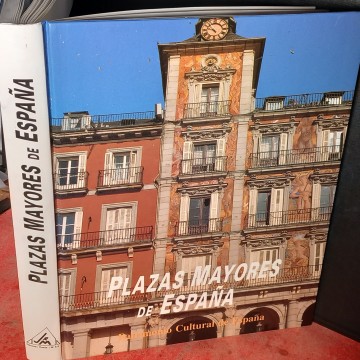 PLAZAS MAYORES DE ESPAÑA
PLAZAS MAYORES
DE ESPAÑA
Patrimonio Cultural de España